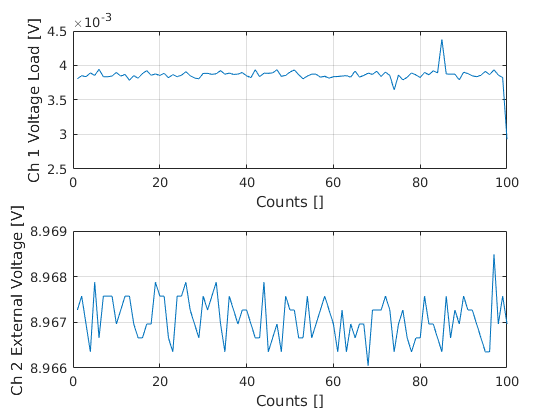 ×10⁻³
4.5
4
3.5
3
2.5
Ch 1 Voltage Load [V]
0 20 40 60 80 100
Counts []
8.969
8.968
8.967
8.966
Ch 2 External Voltage [V]
0 20 40 60 80 100
Counts []